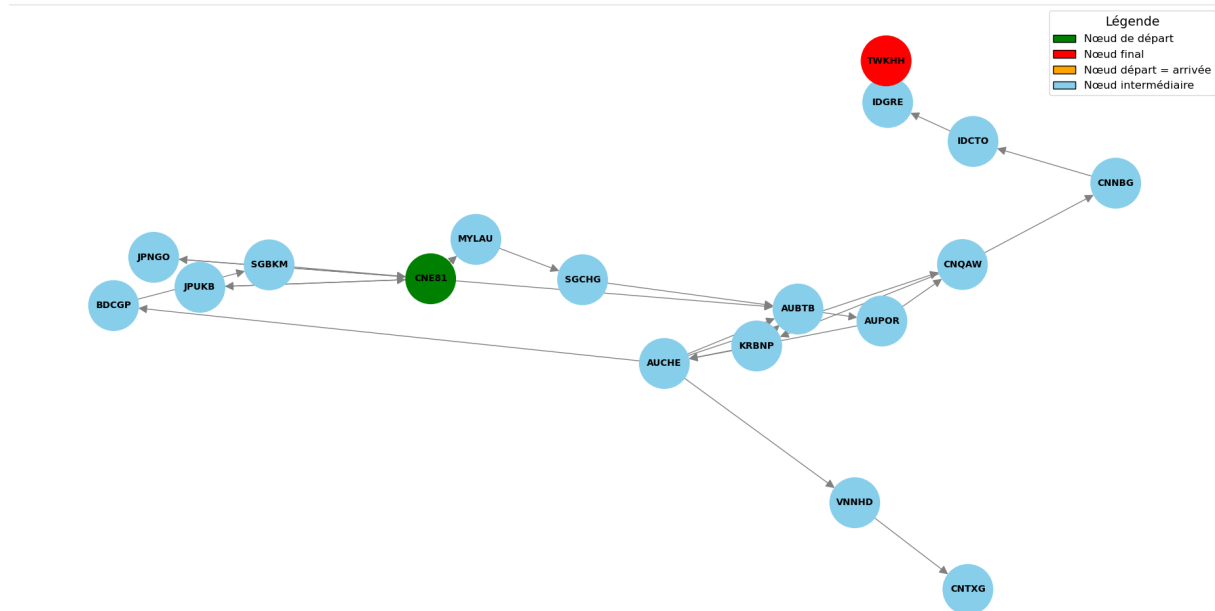 Légende
Nœud de départ
Nœud final
Nœud départ = arrivée
Nœud intermédiaire
TWKHH
IDGRE
IDCTO
CNNBG
MYLAU
JPNGO
SGBKM
CNE81
SGCHG
CNQAW
JPUKB
BDCGP
AUBTB
AUPOR
KRBNP
AUCHE
VNNHD
CNTXG